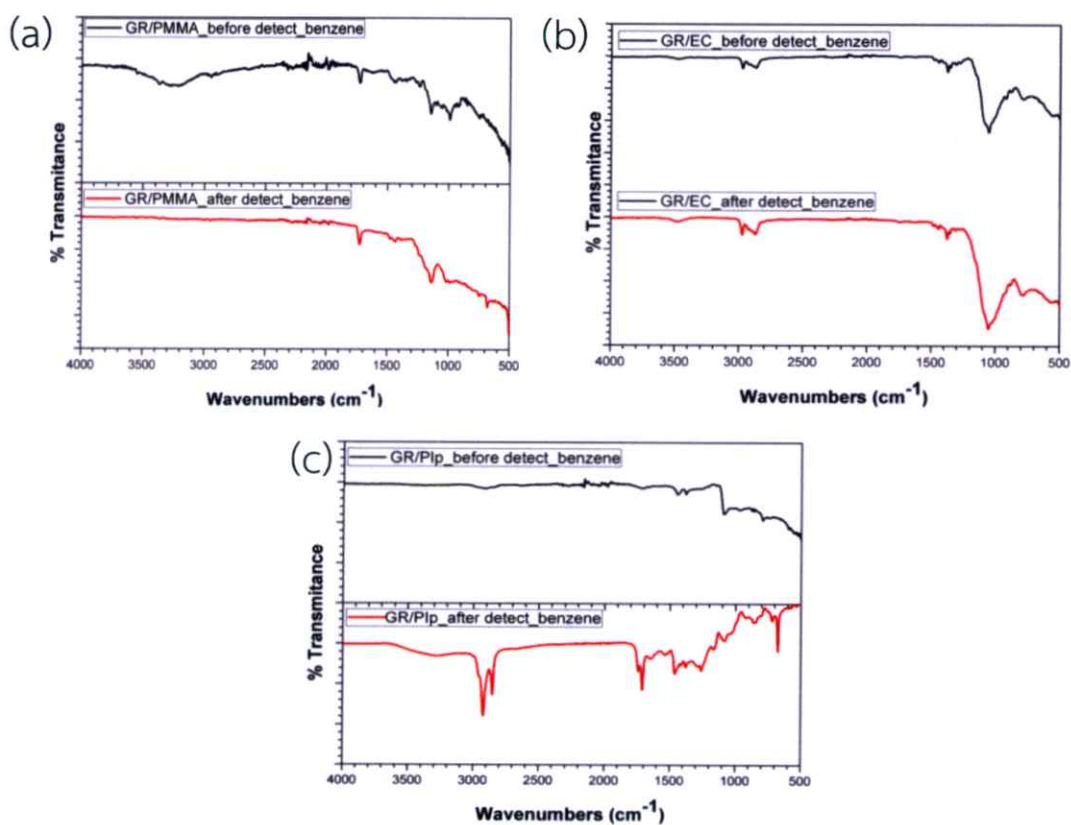 (a)
GR/PMMA_before detect_benzene
GR/PMMA_after detect_benzene
% Transmitance
4000 3500 3000 2500 2000 1500 1000 500
Wavenumbers (cm-1)
(b)
GR/EC_before detect_benzene
GR/EC_after detect_benzene
% Transmitance
4000 3500 3000 2500 2000 1500 1000 500
Wavenumbers (cm-1)
(c)
GR/PIp_before detect_benzene
GR/PIp_after detect_benzene
% Transmitance
4000 3500 3000 2500 2000 1500 1000 500
Wavenumbers (cm-1)